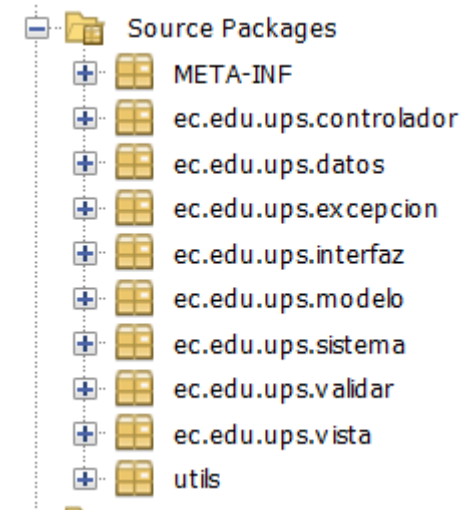 Source Packages
META-INF
ec.edu.ups.controlador
ec.edu.ups.datos
ec.edu.ups.excepcion
ec.edu.ups.interfaz
ec.edu.ups.modelo
ec.edu.ups.sistema
ec.edu.ups.validar
ec.edu.ups.vista
utils